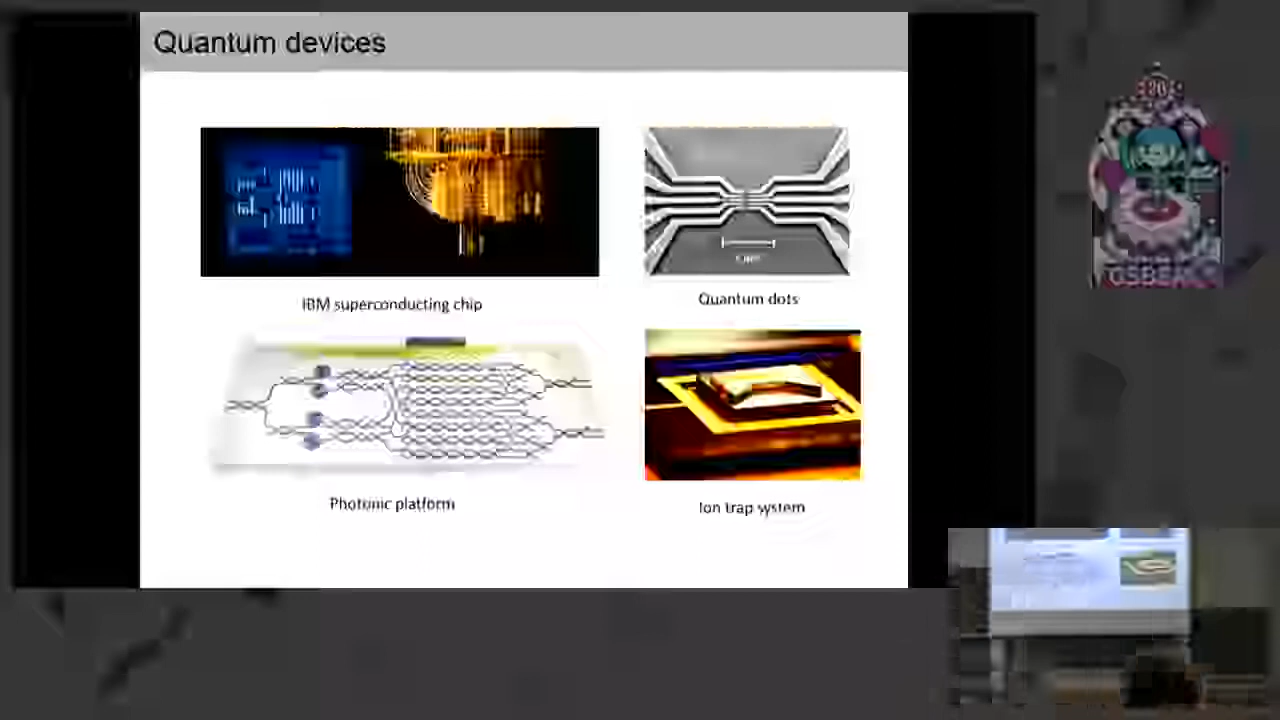 Quantum devices
IBM superconducting chip
Quantum dots
Photonic platform
Ion trap system